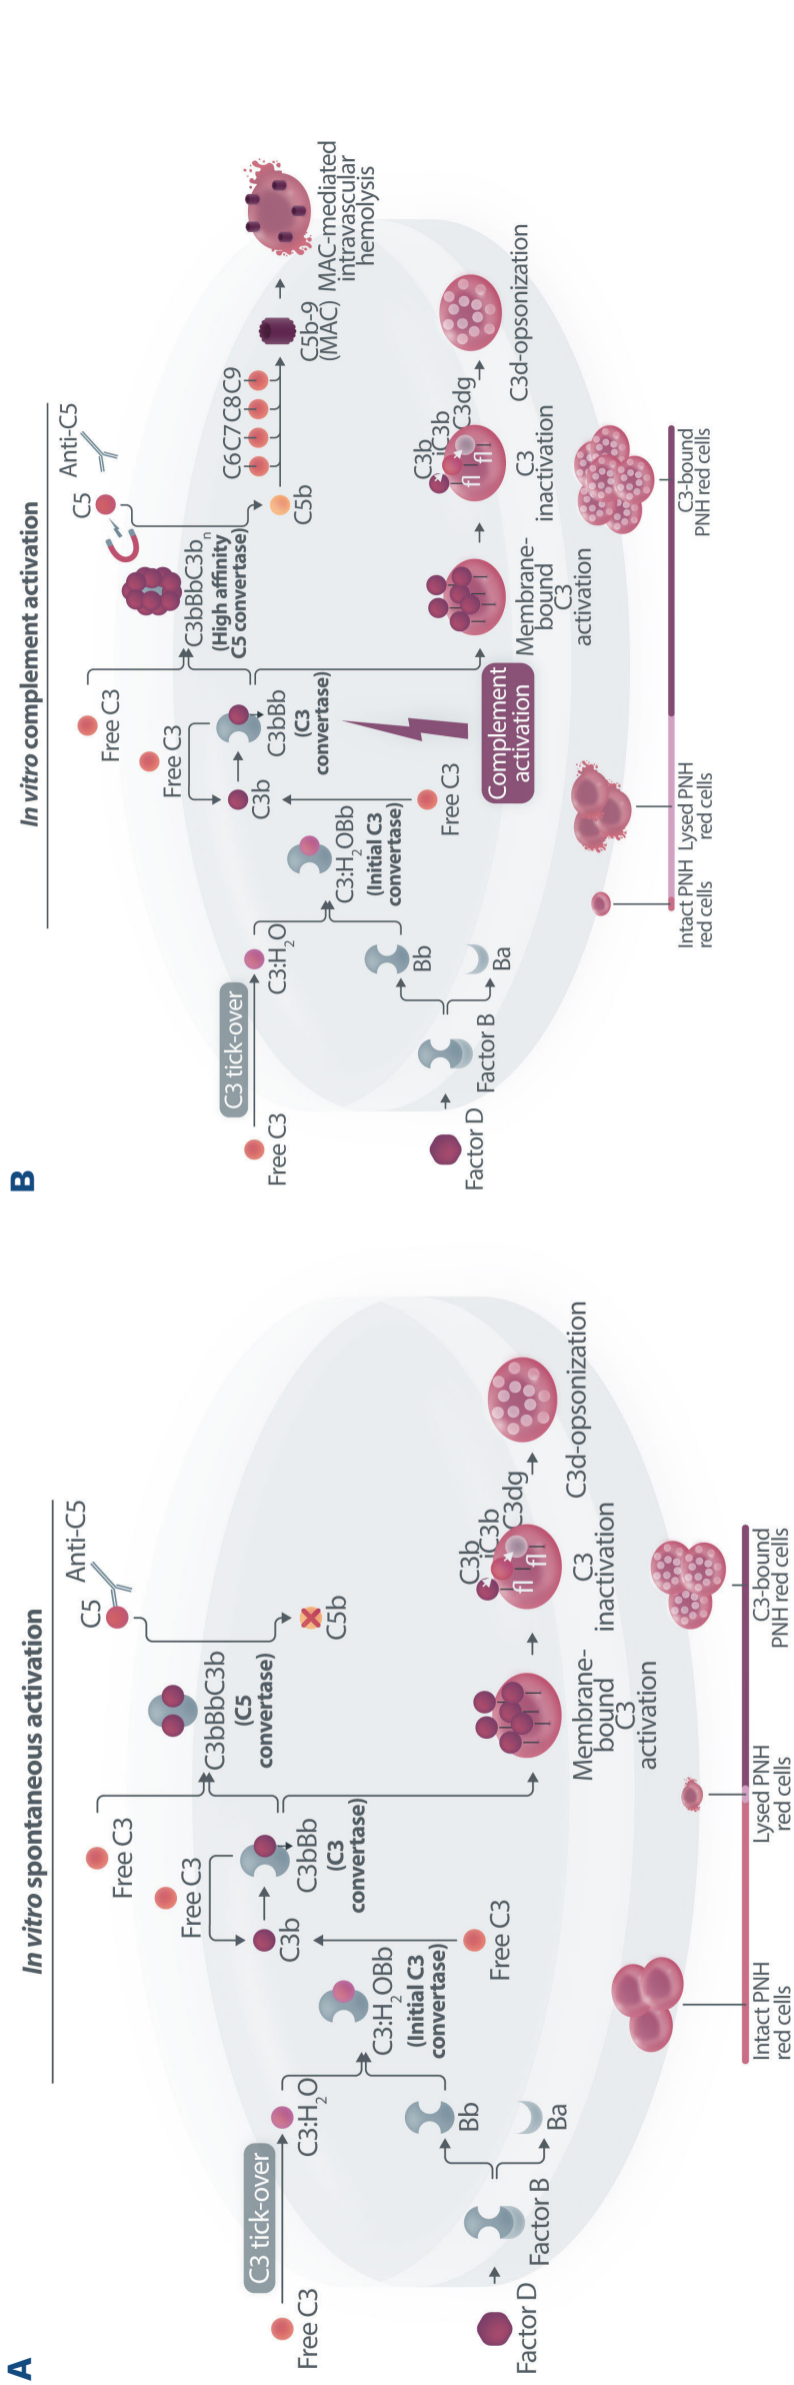 A
In vitro spontaneous activation
C3 tick-over
Free C3
C3:H2O
Factor D
Factor B
Bb
Ba
C3:H2OBb
(Initial C3
convertase)
Free C3
C3b
Free C3
Free C3
C3bBb
(C3
convertase)
C3bBbC3b
(C5
convertase)
C5
Anti-C5
C5b
Membrane-
bound
C3
activation
C3b
iC3b
C3dg
fl
fl
C3
inactivation
C3d-opsonization
Intact PNH
red cells
Lysed PNH
red cells
C3-bound
PNH red cells
B
In vitro complement activation
C3 tick-over
Free C3
C3:H2O
Factor D
Factor B
Bb
Ba
C3:H2OBb
(Initial C3
convertase)
Free C3
C3b
Free C3
Free C3
C3bBb
(C3
convertase)
Complement
activation
C3bBbC3bn
(High affinity
C5 convertase)
C5
Anti-C5
C5b
C6C7C8C9
C5b-9
(MAC)
MAC-mediated
intravascular
hemolysis
Membrane-
bound
C3
activation
C3b
iC3b
C3dg
fl
fl
C3
inactivation
C3d-opsonization
Intact PNH
red cells
Lysed PNH
red cells
C3-bound
PNH red cells